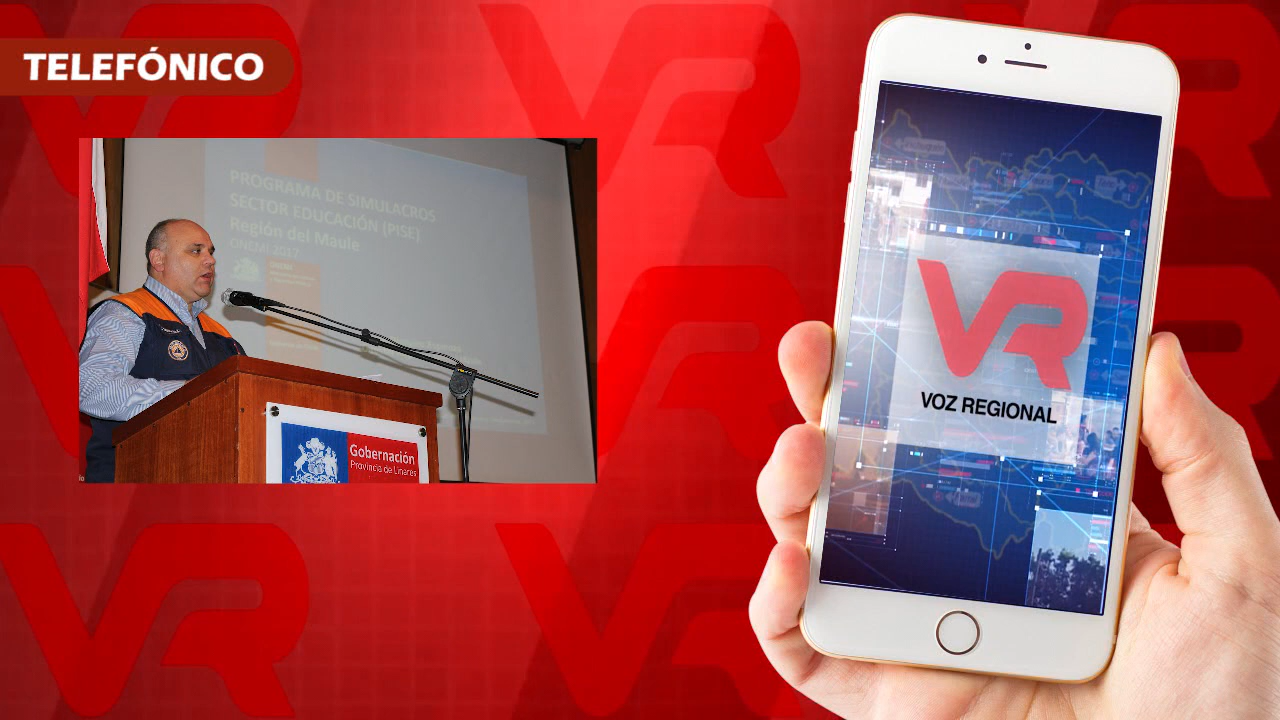 TELEFÓNICO
PROGRAMA DE SIMULACROS
SECTOR EDUCACIÓN (PISE)
Región del Maule
ONEMI 2017
Gobernación
Provincia de Linares
VR
VOZ REGIONAL